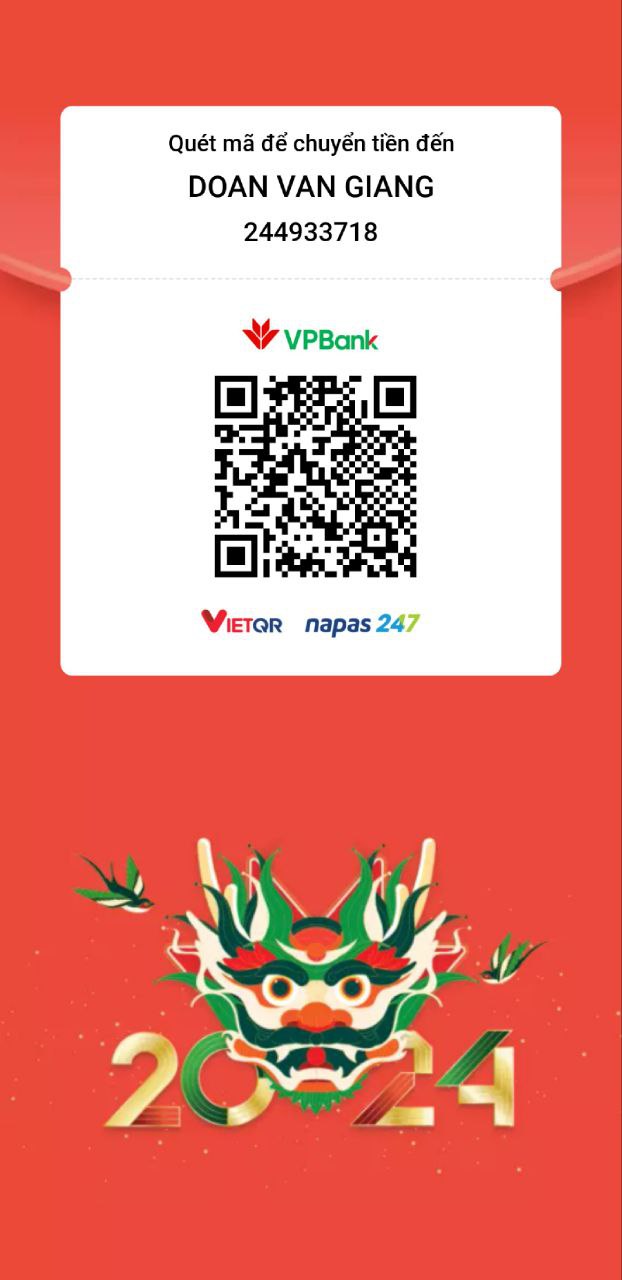 Quét mã để chuyển tiền đến
DOAN VAN GIANG
244933718
VPBank
VIETQR napas 247
2024